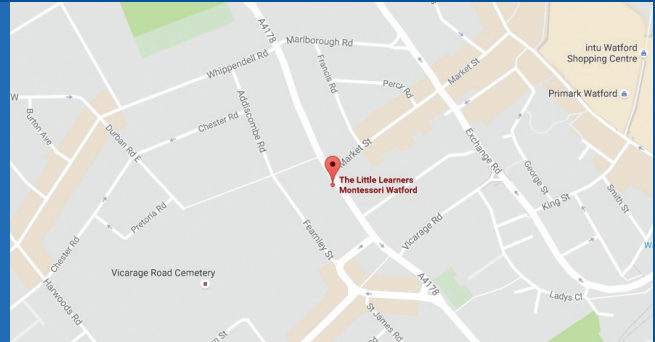 A4178
Marlborough Rd
intu Watford
Shopping Centre
Whippendell Rd
Francis Rd
Percy Rd
Market St
Primark Watford
W
Addiscombe Rd
Burton Ave
Chester Rd
Durban Rd E
Market St
Exchange Rd
George St
The Little Learners
Montessori Watford
Smith St
King St
Pretoria Rd
Fearnley St
Vicarage Rd
W
Chester Rd
Vicarage Road Cemetery
A4178
Harwoods Rd
Ladys Cl
St James Rd
n St